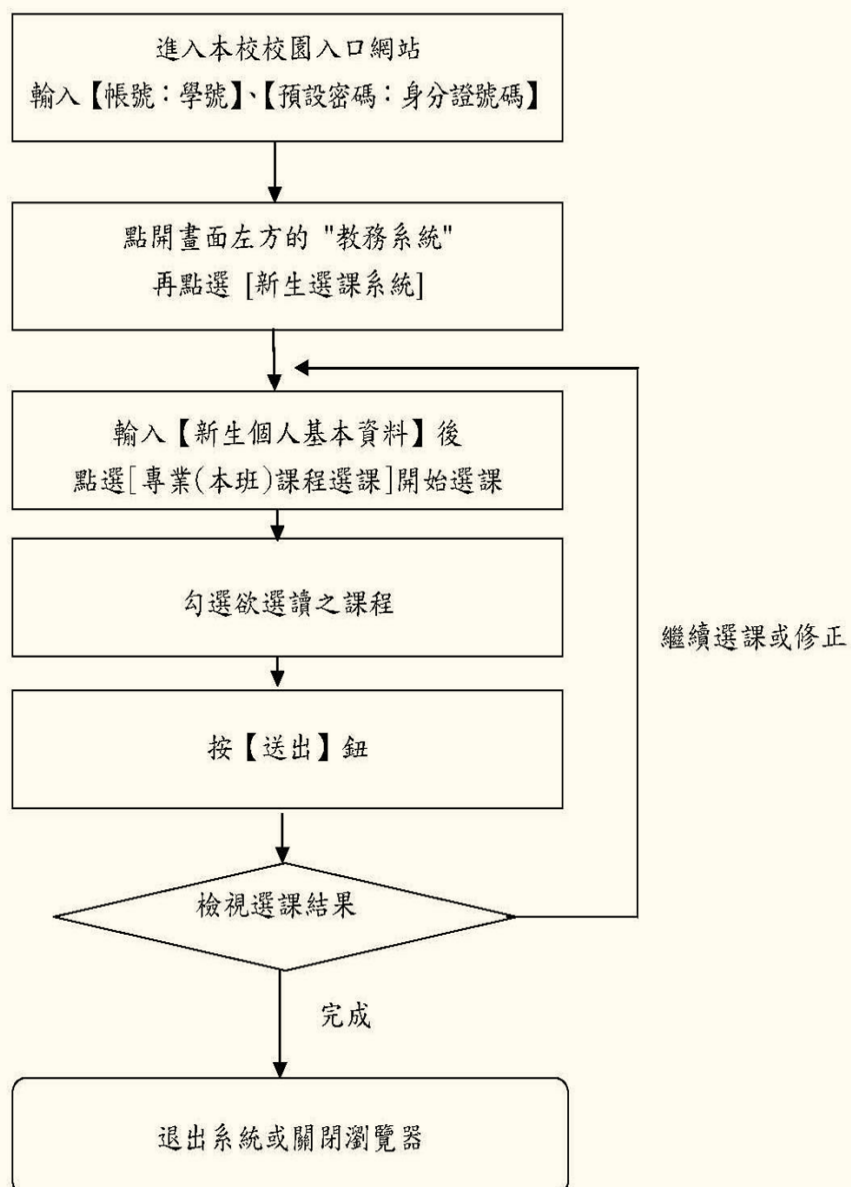 進入本校校園入口網站
輸入【帳號：學號】、【預設密碼：身分證號碼】
點開畫面左方的 "教務系統"
再點選 [新生選課系統]
輸入【新生個人基本資料】後
點選[專業(本班)課程選課]開始選課
勾選欲選讀之課程
繼續選課或修正
按【送出】鈕
檢視選課結果
完成
退出系統或關閉瀏覽器